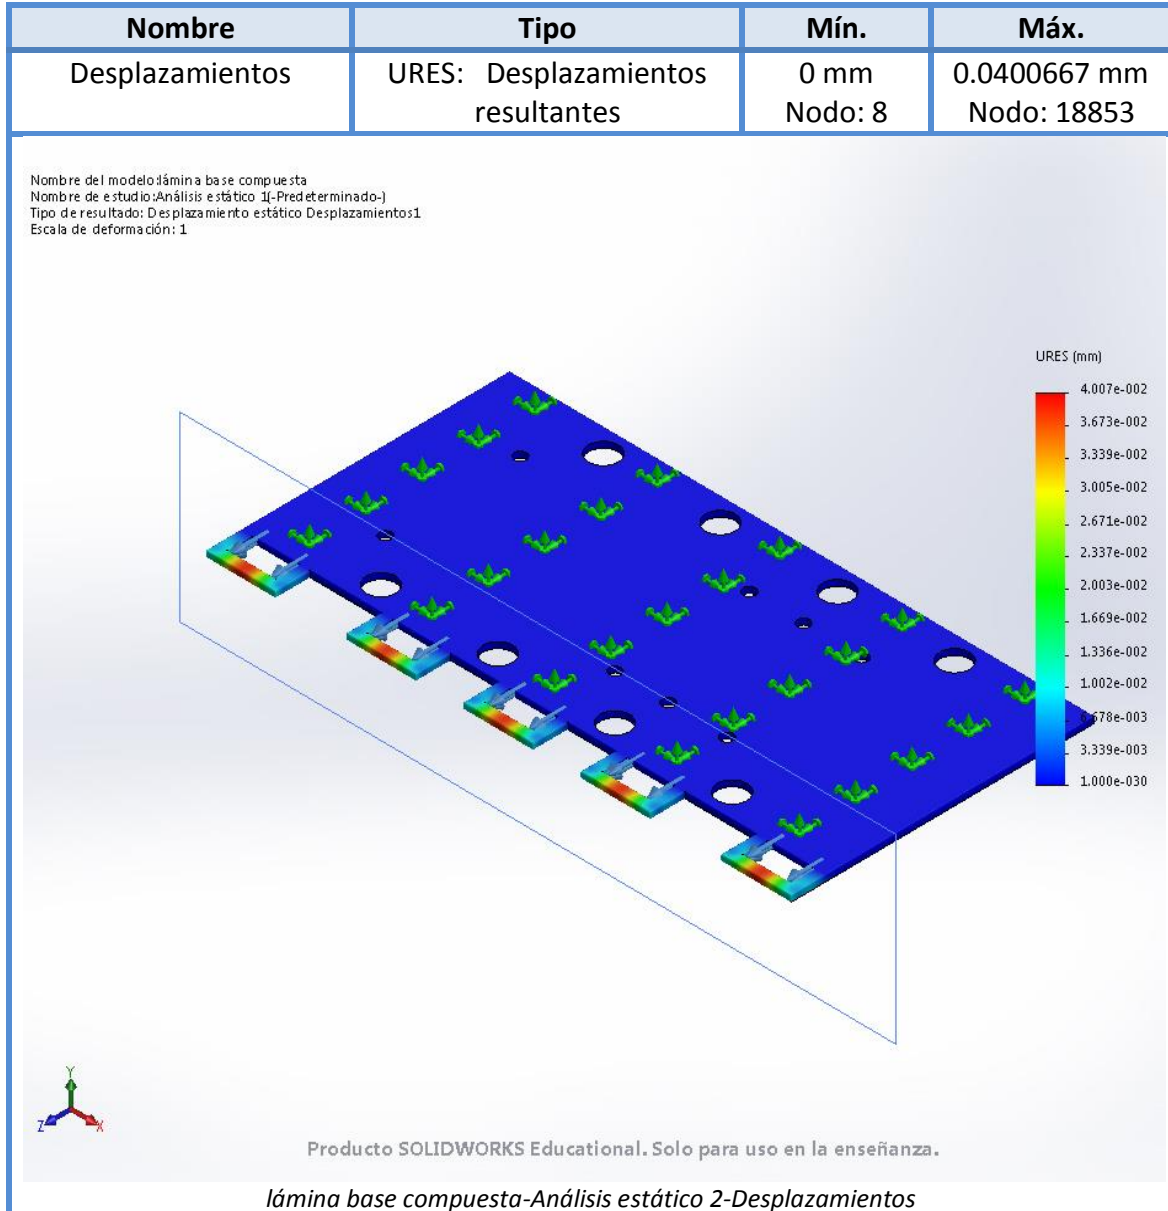 Nombre Tipo Mín. Máx.
Desplazamientos URES: Desplazamientos 0 mm 0.0400667 mm
resultantes Nodo: 8 Nodo: 18853
Nombre del modelo:lámina base compuesta
Nombre de estudio:Análisis estático 1(-Predeterminado-)
Tipo de resultado: Desplazamiento estático Desplazamientos1
Escala de deformación: 1
URES (mm)
4.007e-002
3.673e-002
3.339e-002
3.005e-002
2.671e-002
2.337e-002
2.003e-002
1.669e-002
1.336e-002
1.002e-002
6.678e-003
3.339e-003
1.000e-030
Y
Z
X
Producto SOLIDWORKS Educational. Solo para uso en la enseñanza.
lámina base compuesta-Análisis estático 2-Desplazamientos